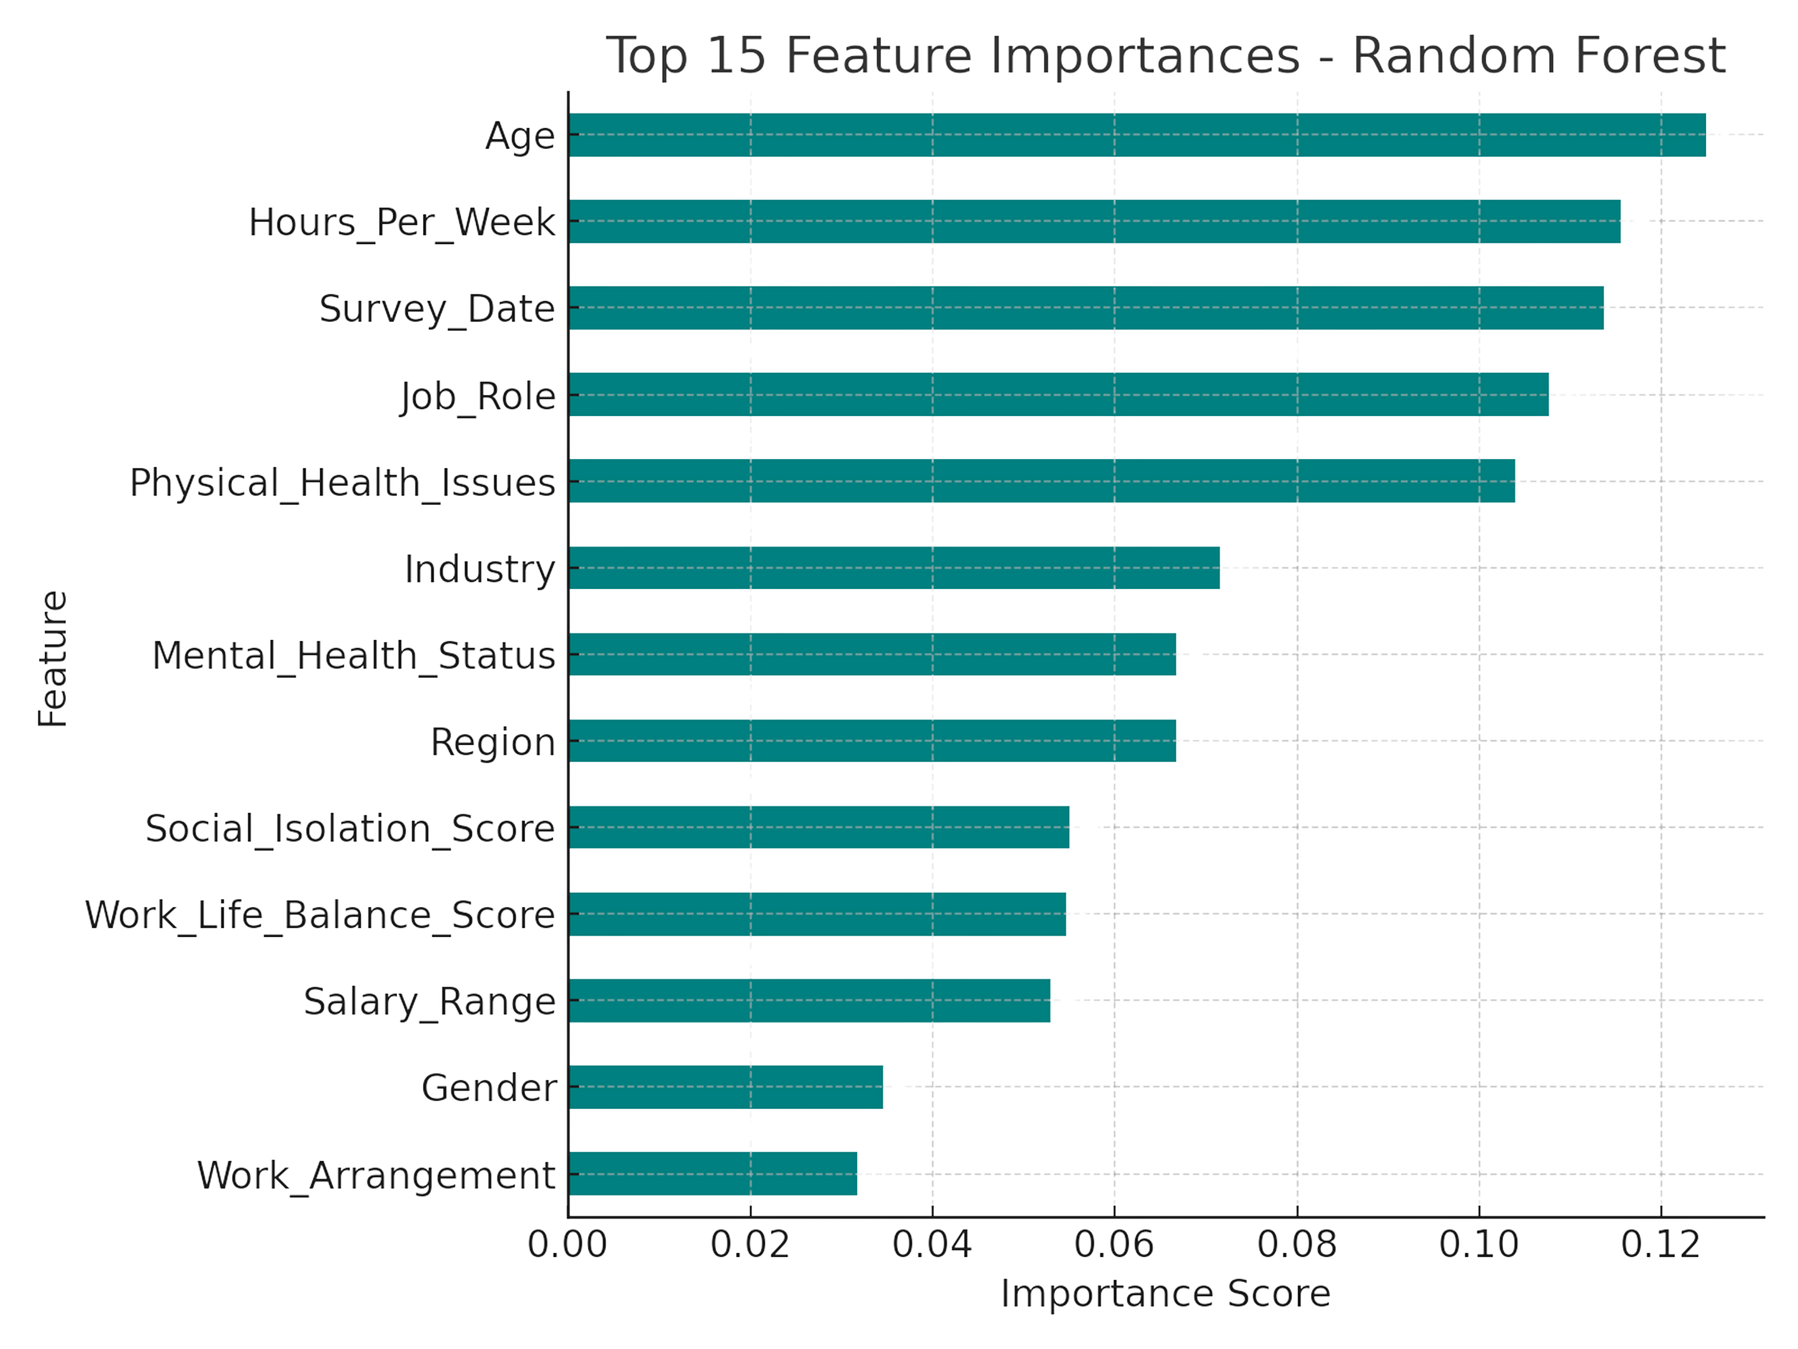 Top 15 Feature Importances - Random Forest
Age
Hours_Per_Week
Survey_Date
Job_Role
Physical_Health_Issues
Industry
Mental_Health_Status
Region
Social_Isolation_Score
Work_Life_Balance_Score
Salary_Range
Gender
Work_Arrangement
Feature
0.00 0.02 0.04 0.06 0.08 0.10 0.12
Importance Score